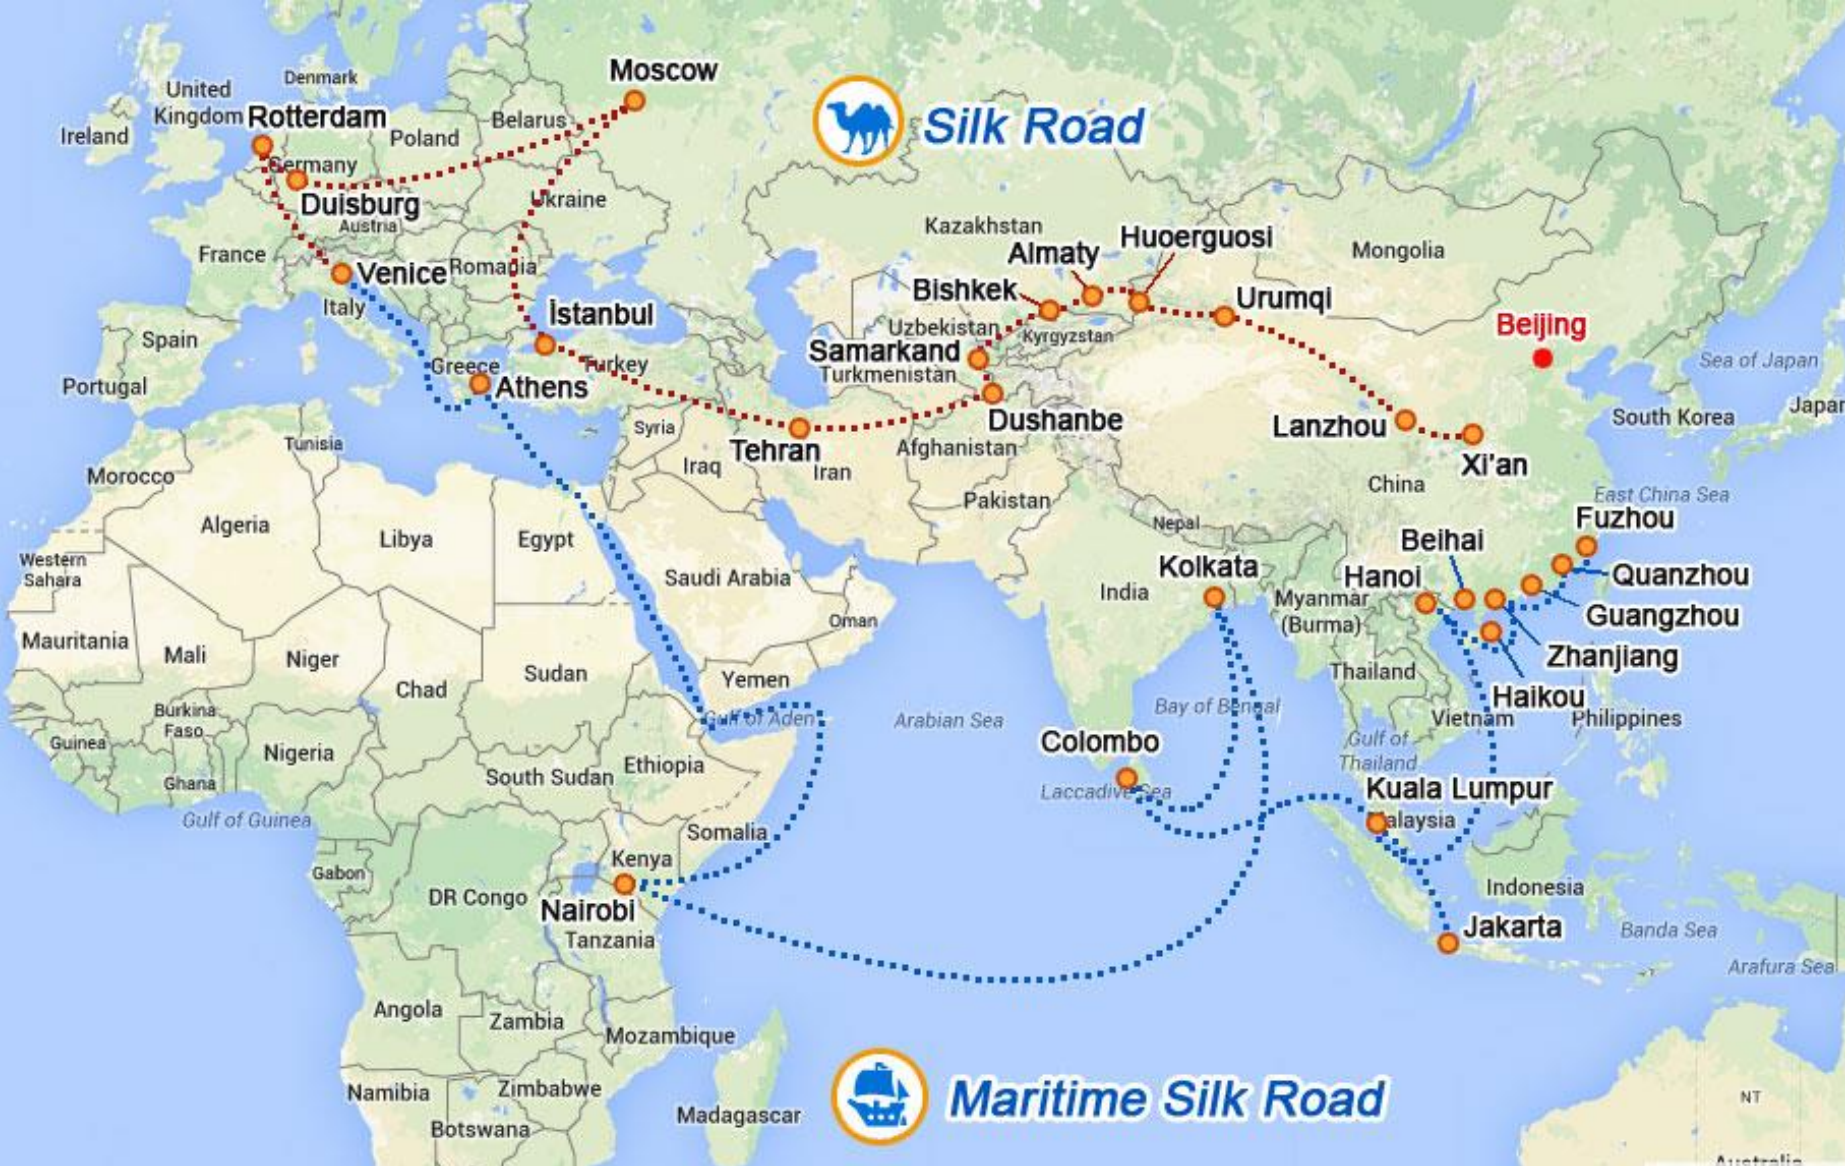 Moscow
Denmark
United
Kingdom
Rotterdam
Ireland
Belarus
Poland
Silk Road
Germany
Duisburg
Ukraine
Austria
Kazakhstan
Huoerguosi
France
Almaty
Mongolia
Venice
Romania
Bishkek
Urumqi
Italy
İstanbul
Uzbekistan
Kyrgyzstan
Beijing
Spain
Samarkand
Sea of Japan
Greece
Turkey
Turkmenistan
Portugal
Athens
Dushanbe
Japan
South Korea
Lanzhou
Syria
Tunisia
Tehran
Afghanistan
Xi'an
Morocco
Iraq
Iran
China
Pakistan
East China Sea
Algeria
Libya
Egypt
Nepal
Fuzhou
Beihai
Western
Sahara
Saudi Arabia
Kolkata
Hanoi
Quanzhou
India
Myanmar
(Burma)
Guangzhou
Oman
Mauritania
Mali
Niger
Zhanjiang
Sudan
Yemen
Thailand
Chad
Haikou
Burkina
Faso
Gulf of Aden
Arabian Sea
Bay of Bengal
Vietnam
Philippines
Guinea
Nigeria
Colombo
Gulf of
Thailand
Ethiopia
South Sudan
Ghana
Laccadive Sea
Kuala Lumpur
Gulf of Guinea
Somalia
Malaysia
Kenya
Gabon
DR Congo
Indonesia
Nairobi
Jakarta
Banda Sea
Tanzania
Arafura Sea
Angola
Zambia
Mozambique
Namibia
Zimbabwe
Maritime Silk Road
NT
Madagascar
Botswana
Australia